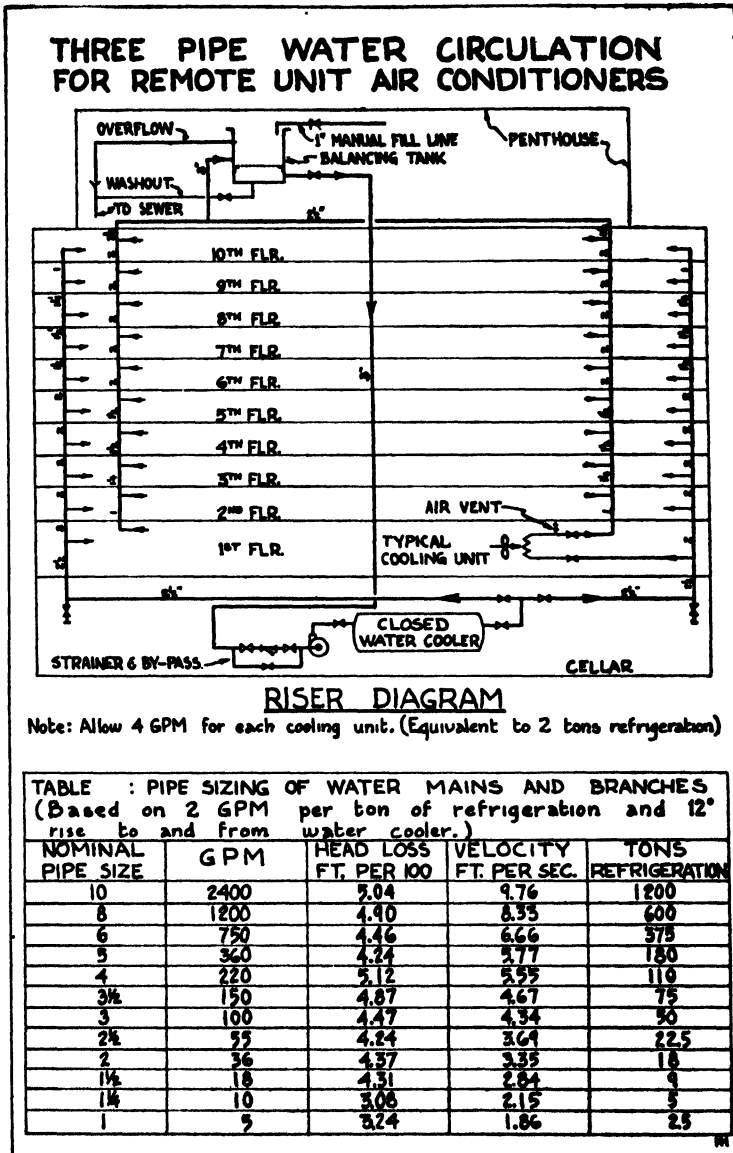 THREE PIPE WATER CIRCULATION
FOR REMOTE UNIT AIR CONDITIONERS
OVERFLOW
1" MANUAL FILL LINE
PENTHOUSE
BALANCING TANK
WASHOUT
TO SEWER
10TH FLR.
9TH FLR.
8TH FLR.
7TH FLR.
6TH FLR.
5TH FLR.
4TH FLR.
3TH FLR.
2ND FLR.
AIR VENT
1ST FLR.
TYPICAL
COOLING UNIT
CLOSED
WATER COOLER
STRAINER & BY-PASS.
CELLAR
RISER DIAGRAM
Note: Allow 4 GPM for each cooling unit. (Equivalent to 2 tons refrigeration)
TABLE : PIPE SIZING OF WATER MAINS AND BRANCHES
(Based on 2 GPM per ton of refrigeration and 12°
rise to and from water cooler.)
NOMINAL PIPE SIZE GPM HEAD LOSS FT. PER 100 VELOCITY FT. PER SEC. TONS REFRIGERATION
10 2400 5.04 9.76 1200
8 1200 4.90 8.33 600
6 750 4.46 6.66 375
5 360 4.24 5.77 180
4 220 5.12 5.55 110
3½ 150 4.87 4.67 75
3 100 4.47 4.34 50
2½ 55 4.24 3.69 22.5
2 36 4.37 3.35 18
1½ 18 4.31 2.84 9
1¼ 10 3.08 2.15 5
1 5 3.24 1.86 2.5